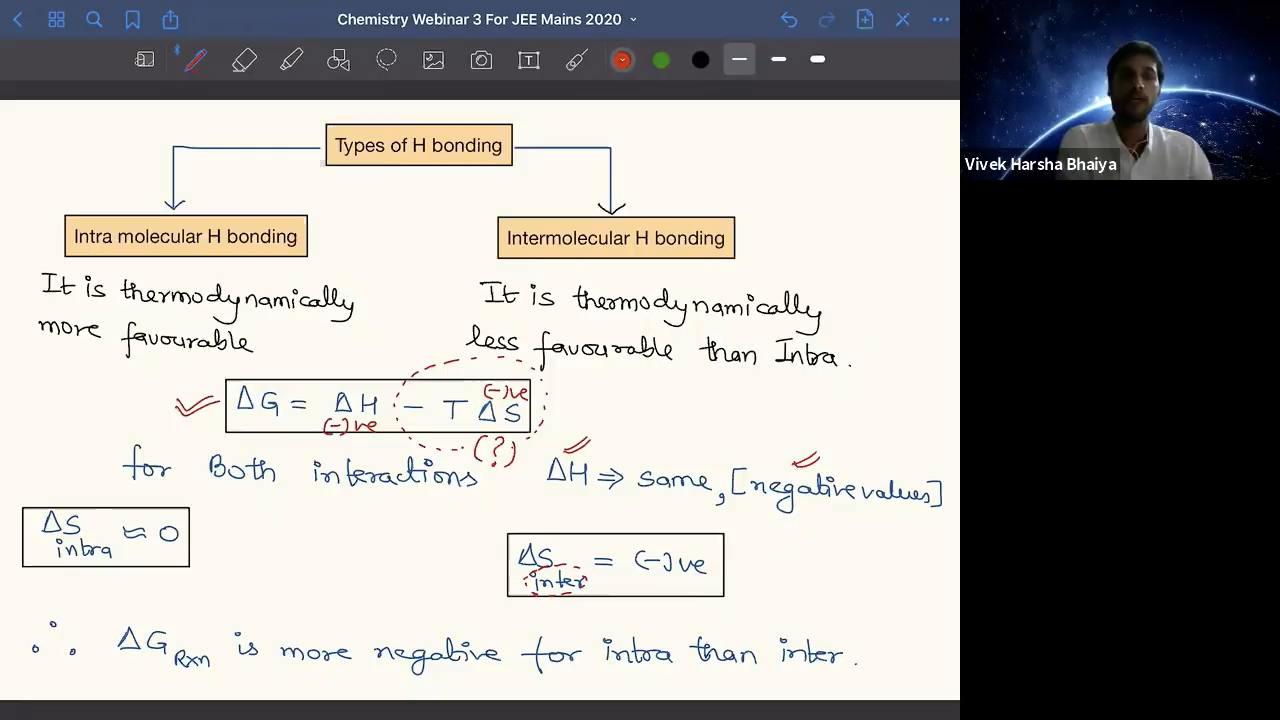 Chemistry Webinar 3 For JEE Mains 2020
T
Vivek Harsha Bhaiya
Types of H bonding
Intra molecular H bonding
Intermolecular H bonding
It is thermodynamically
more favourable
It is thermodynamically
less favourable than Intra.
ΔG = ΔH - TΔS
(-)ve
(-)ve
(?)
for Both interactions ΔH ⇒ same, [negative values]
ΔS intra ≈ 0
ΔS inter = (-)ve
∴ ΔG Rxn is more negative for intra than inter.